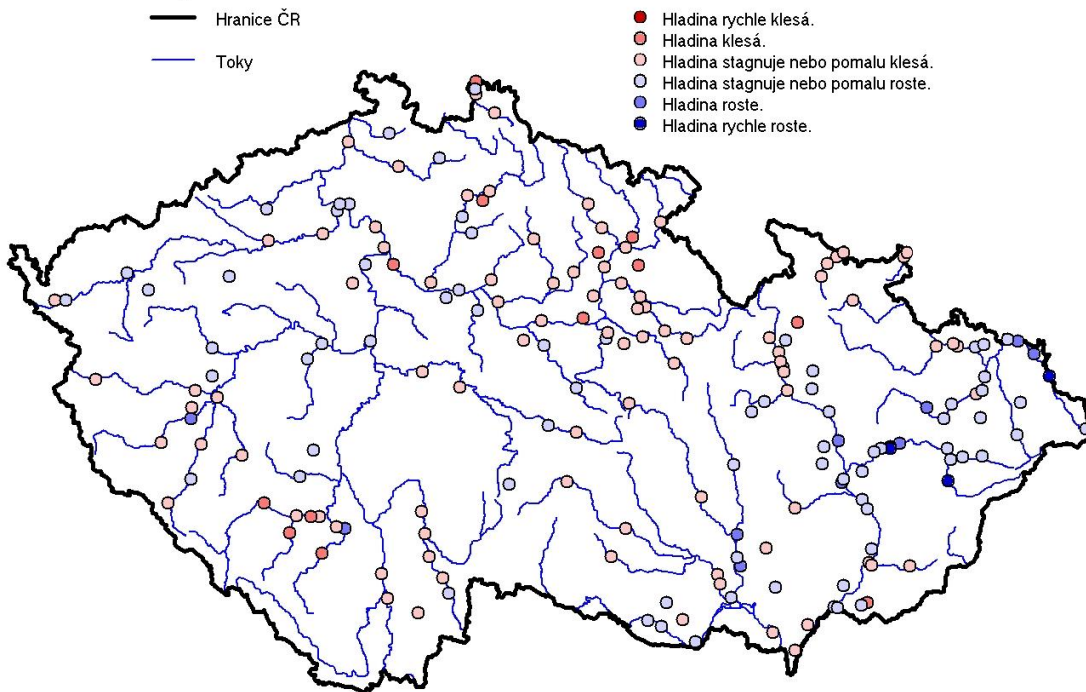 Hranice ČR
Toky
Hladina rychle klesá.
Hladina klesá.
Hladina stagnuje nebo pomalu klesá.
Hladina stagnuje nebo pomalu roste.
Hladina roste.
Hladina rychle roste.